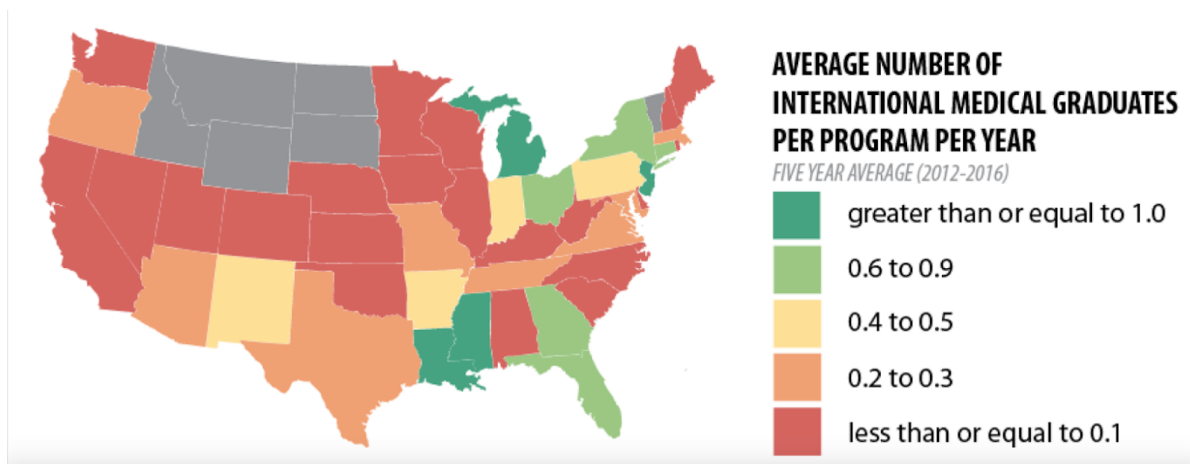 AVERAGE NUMBER OF
INTERNATIONAL MEDICAL GRADUATES
PER PROGRAM PER YEAR
FIVE YEAR AVERAGE (2012-2016)
greater than or equal to 1.0
0.6 to 0.9
0.4 to 0.5
0.2 to 0.3
less than or equal to 0.1